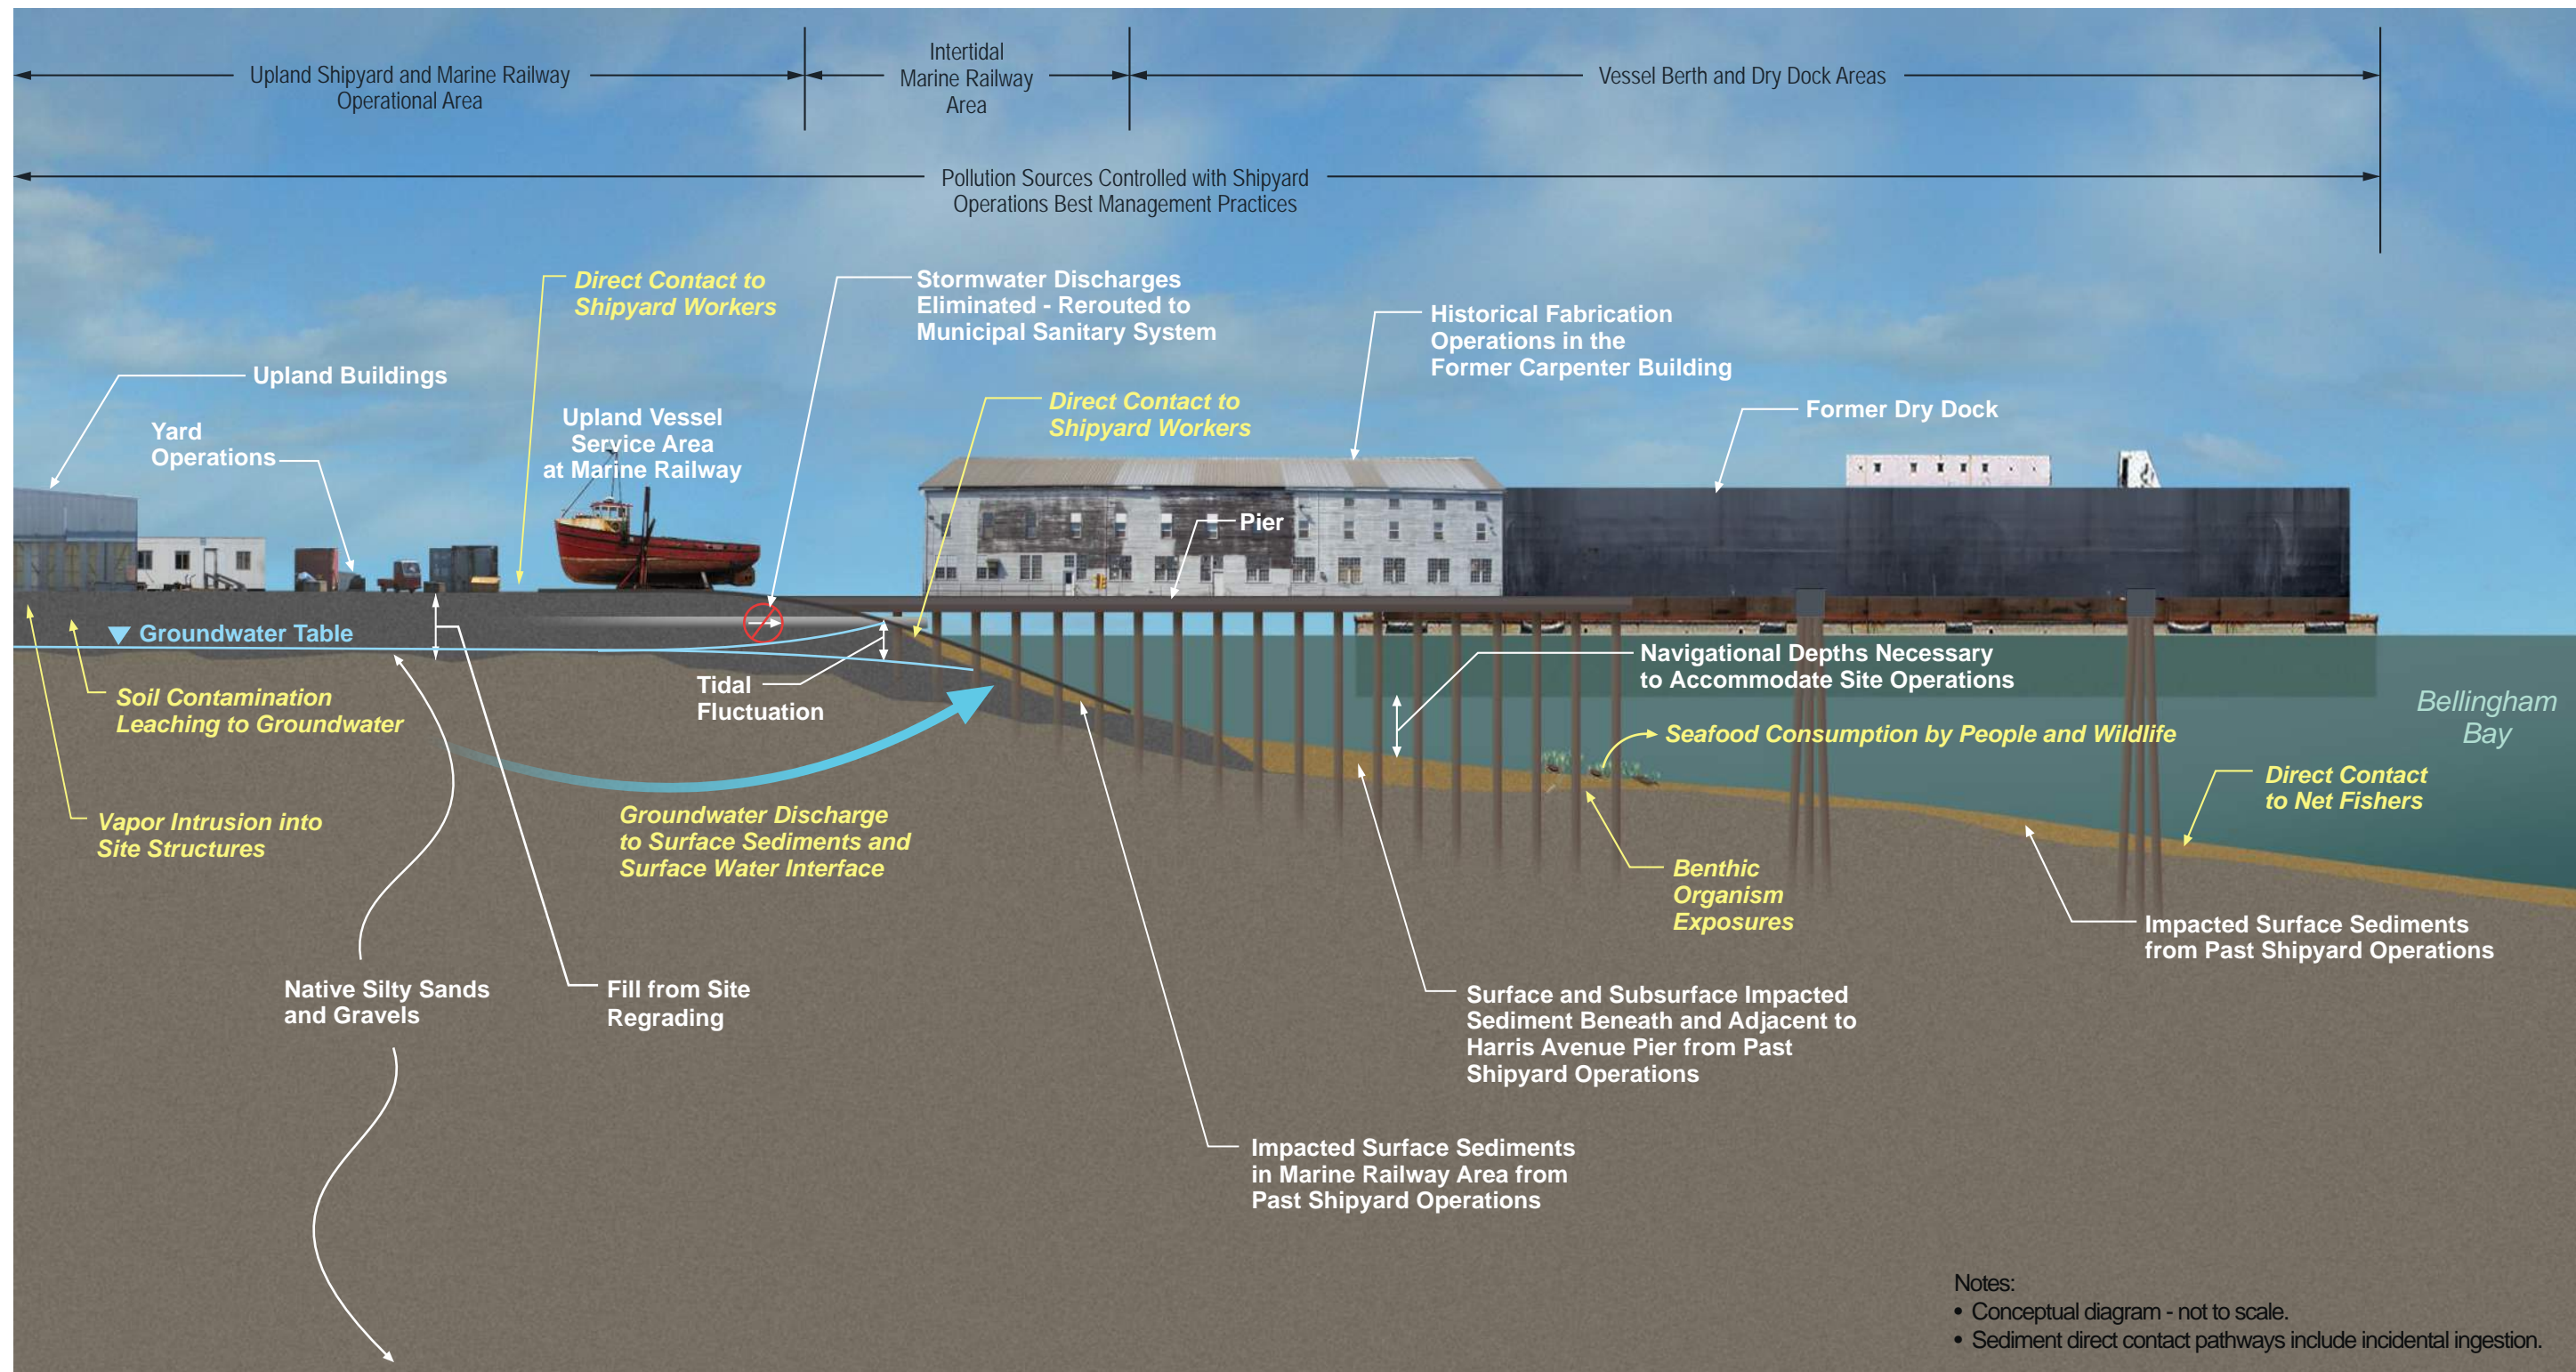 Upland Shipyard and Marine Railway
Operational Area
Intertidal
Marine Railway
Area
Vessel Berth and Dry Dock Areas
Pollution Sources Controlled with Shipyard
Operations Best Management Practices
Direct Contact to
Shipyard Workers
Stormwater Discharges
Eliminated - Rerouted to
Municipal Sanitary System
Historical Fabrication
Operations in the
Former Carpenter Building
Upland Buildings
Yard
Operations
Upland Vessel
Service Area
at Marine Railway
Direct Contact to
Shipyard Workers
Former Dry Dock
Pier
Groundwater Table
Tidal
Fluctuation
Navigational Depths Necessary
to Accommodate Site Operations
Soil Contamination
Leaching to Groundwater
Bellingham
Bay
Seafood Consumption by People and Wildlife
Direct Contact
to Net Fishers
Vapor Intrusion into
Site Structures
Groundwater Discharge
to Surface Sediments and
Surface Water Interface
Benthic
Organism
Exposures
Impacted Surface Sediments
from Past Shipyard Operations
Native Silty Sands
and Gravels
Fill from Site
Regrading
Surface and Subsurface Impacted
Sediment Beneath and Adjacent to
Harris Avenue Pier from Past
Shipyard Operations
Impacted Surface Sediments
in Marine Railway Area from
Past Shipyard Operations
Notes:
• Conceptual diagram - not to scale.
• Sediment direct contact pathways include incidental ingestion.